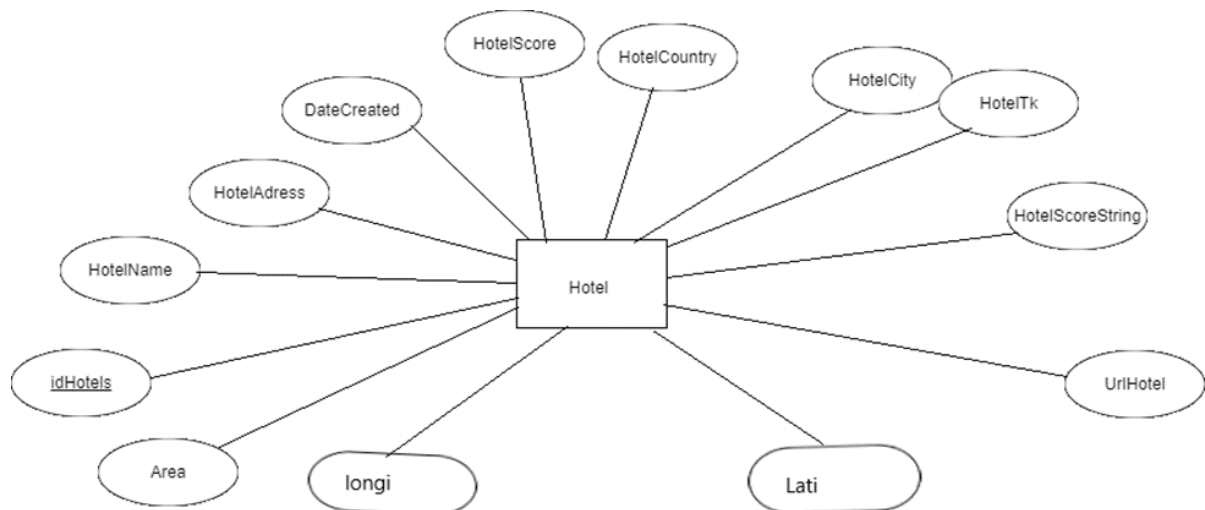 HotelScore
HotelCountry
HotelCity
HotelTk
DateCreated
HotelAdress
HotelScoreString
HotelName
Hotel
idHotels
UrlHotel
Area
longi
Lati